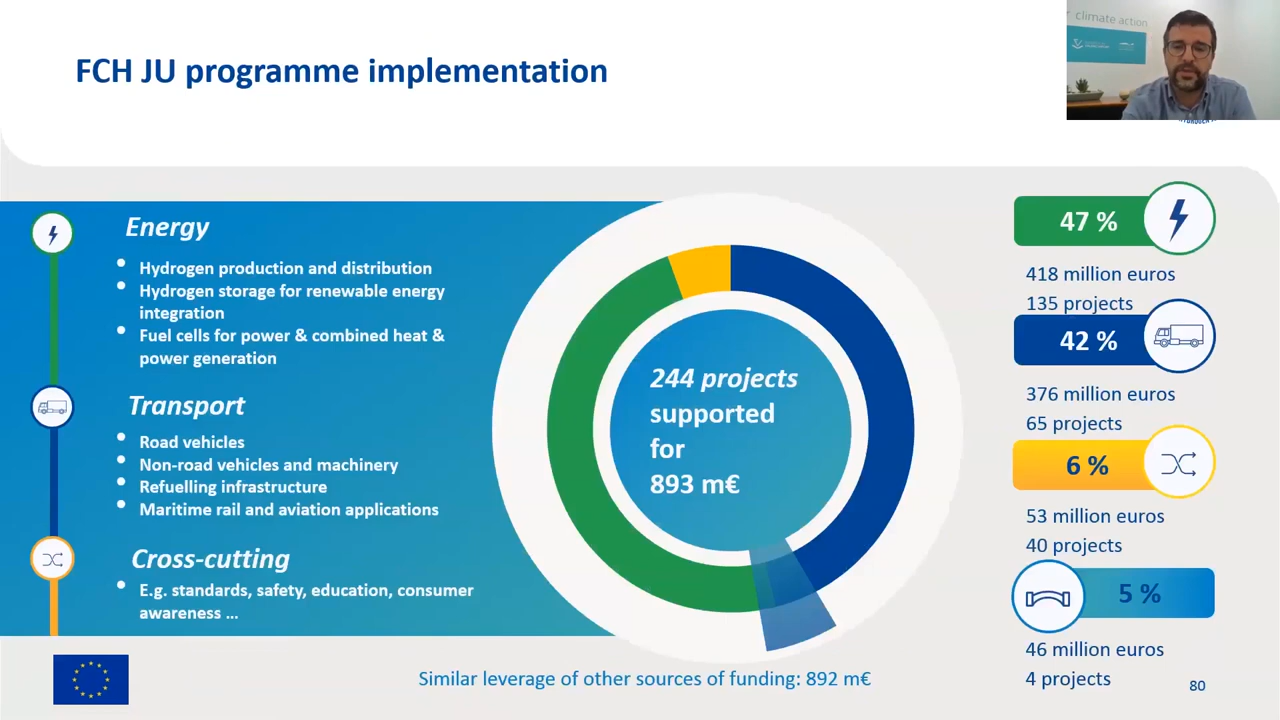 FCH JU programme implementation
climate action
Energy
Hydrogen production and distribution
Hydrogen storage for renewable energy
integration
Fuel cells for power & combined heat &
power generation
Transport
Road vehicles
Non-road vehicles and machinery
Refuelling infrastructure
Maritime rail and aviation applications
Cross-cutting
E.g. standards, safety, education, consumer
awareness ...
244 projects
supported
for
893 m€
47 %
418 million euros
135 projects
42 %
376 million euros
65 projects
6 %
53 million euros
40 projects
5 %
46 million euros
4 projects
Similar leverage of other sources of funding: 892 m€
80